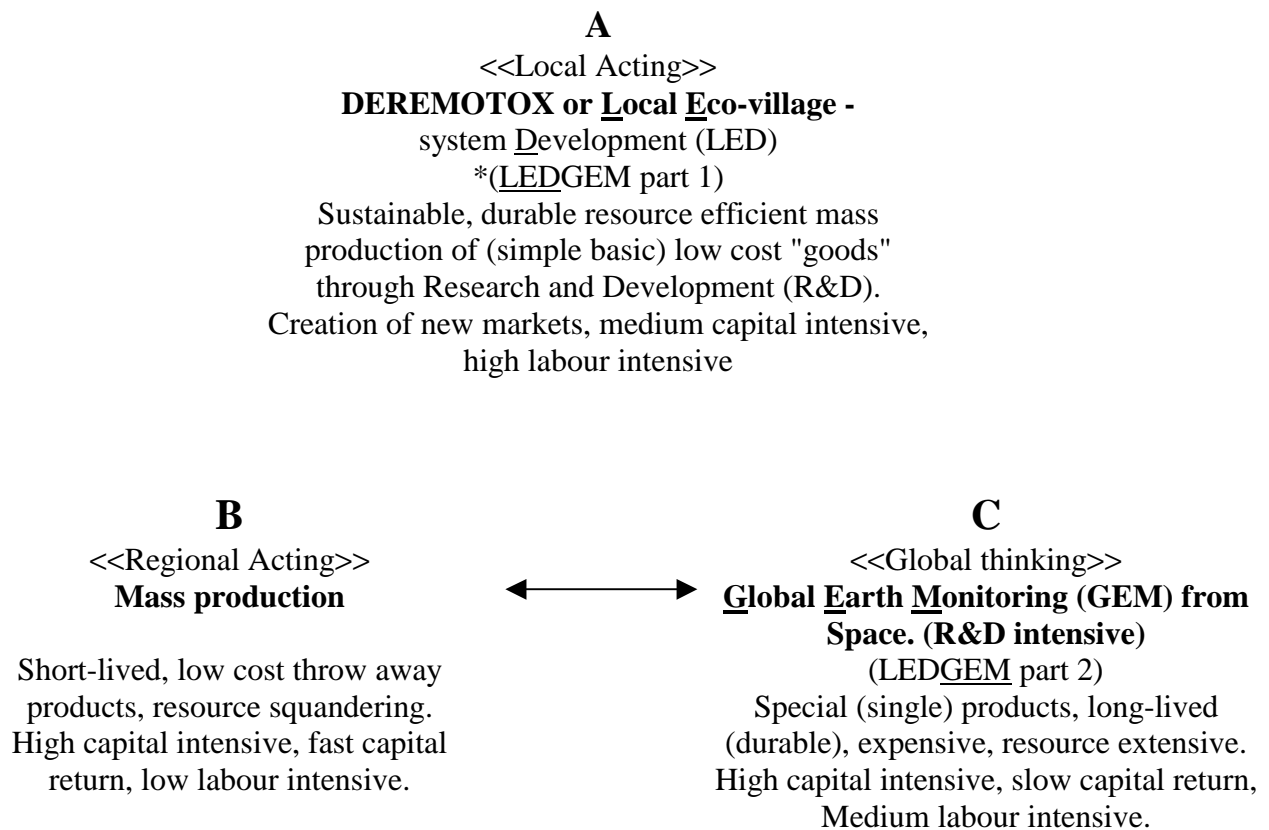 A
<<Local Acting>>
DEREMOTOX or Local Eco-village -
system Development (LED)
*(LEDGEM part 1)
Sustainable, durable resource efficient mass
production of (simple basic) low cost "goods"
through Research and Development (R&D).
Creation of new markets, medium capital intensive,
high labour intensive
B
<<Regional Acting>>
Mass production
Short-lived, low cost throw away
products, resource squandering.
High capital intensive, fast capital
return, low labour intensive.
C
<<Global thinking>>
Global Earth Monitoring (GEM) from
Space. (R&D intensive)
(LEDGEM part 2)
Special (single) products, long-lived
(durable), expensive, resource extensive.
High capital intensive, slow capital return,
Medium labour intensive.